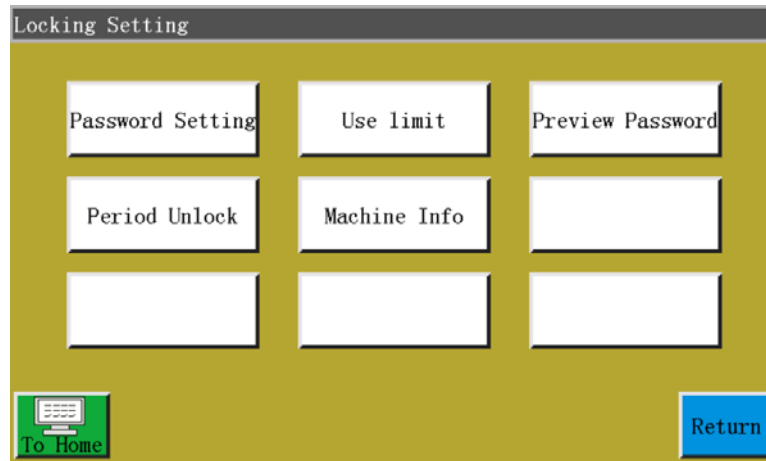 Locking Setting
Password Setting
Use limit
Preview Password
Period Unlock
Machine Info
To Home
Return